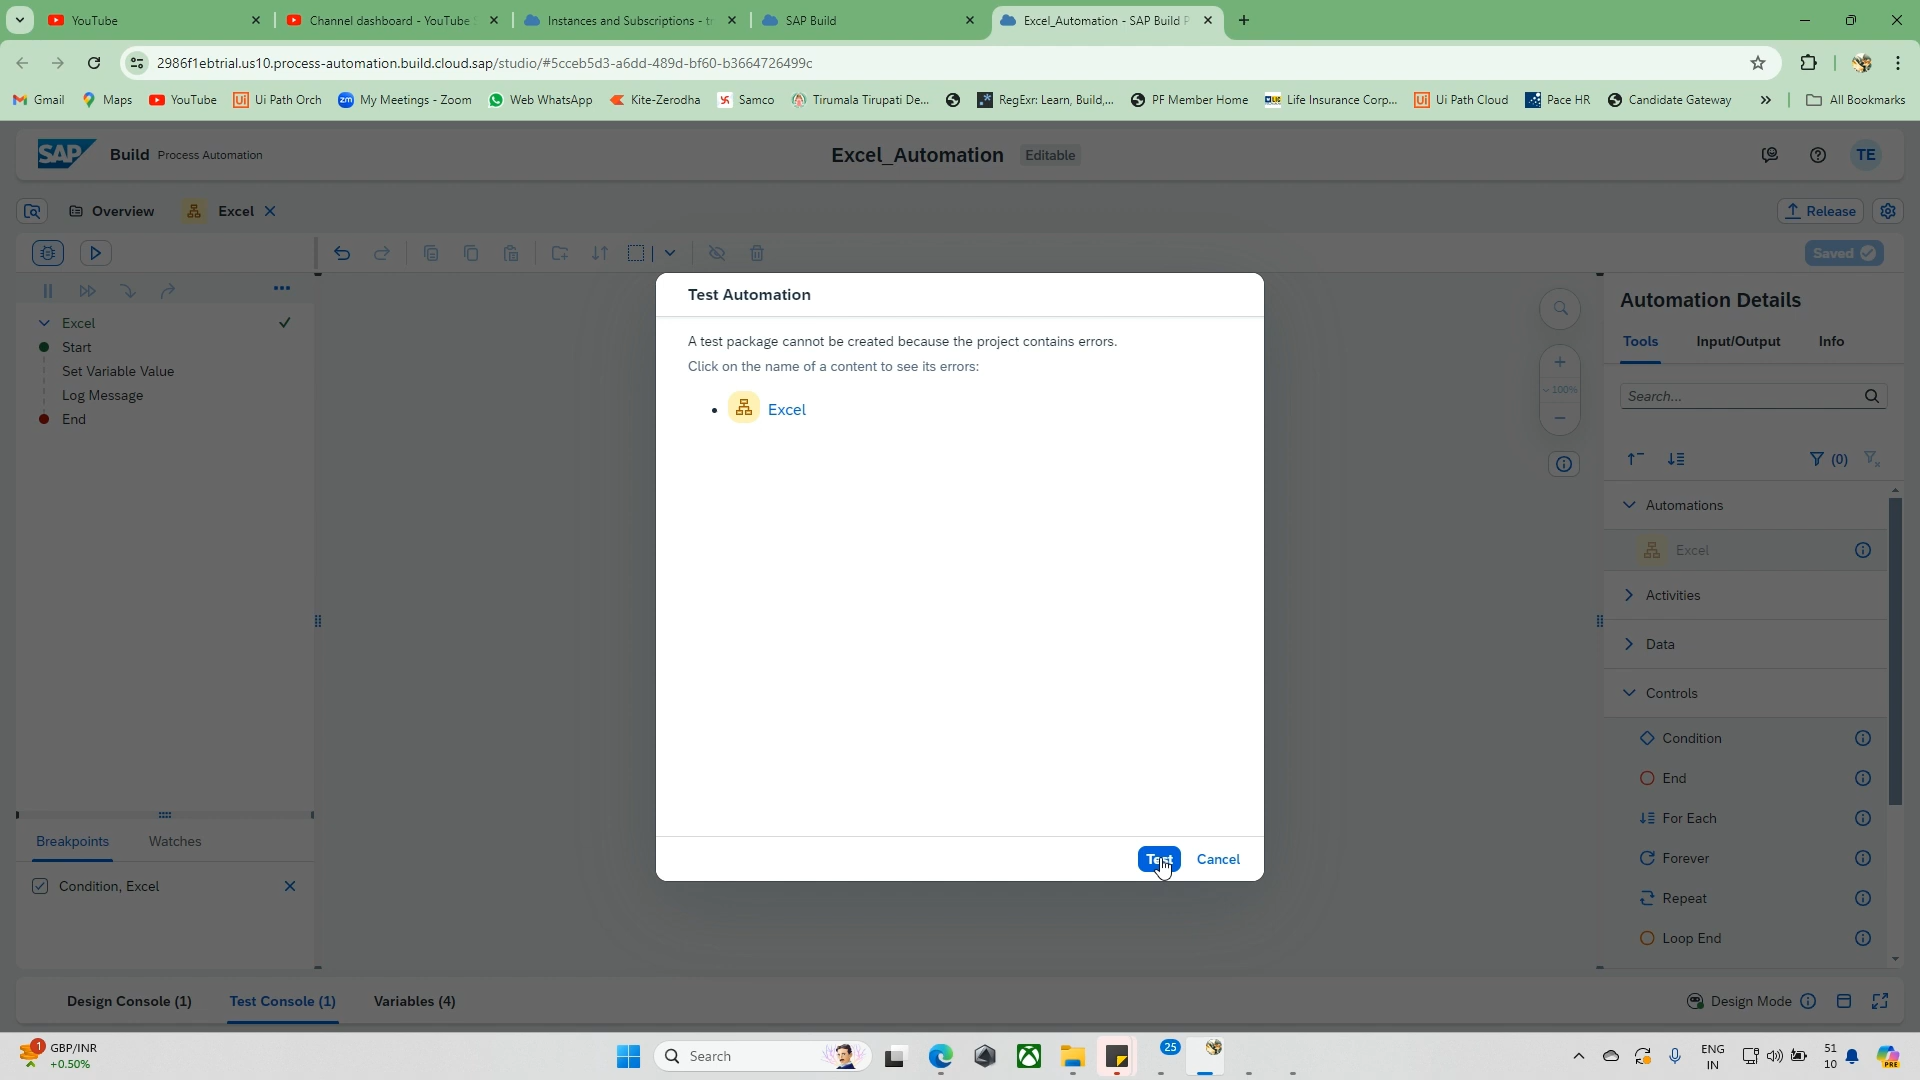 YouTube
Channel dashboard - YouTube S
Instances and Subscriptions - tr
SAP Build
Excel_Automation - SAP Build P
2986f1ebtrial.us10.process-automation.build.cloud.sap/studio/#5cceb5d3-a6dd-489d-bf60-b3664726499c
Gmail
Maps
YouTube
Ui Path Orch
My Meetings - Zoom
Web WhatsApp
Kite-Zerodha
Samco
Tirumala Tirupati De...
RegExr: Learn, Build,...
PF Member Home
Life Insurance Corp...
Ui Path Cloud
Pace HR
Candidate Gateway
All Bookmarks
SAP Build Process Automation
Excel_Automation Editable
TE
Overview
Excel
Release
Saved
Excel
Start
Set Variable Value
Log Message
End
Test Automation
A test package cannot be created because the project contains errors.
Click on the name of a content to see its errors:
Excel
Test
Cancel
100%
Automation Details
Tools
Input/Output
Info
Search...
(0)
Automations
Excel
Activities
Data
Controls
Condition
End
For Each
Forever
Repeat
Loop End
Breakpoints
Watches
Condition, Excel
Design Console (1)
Test Console (1)
Variables (4)
Design Mode
1
GBP/INR
+0.50%
Search
25
ENG
IN
51
10
PRE